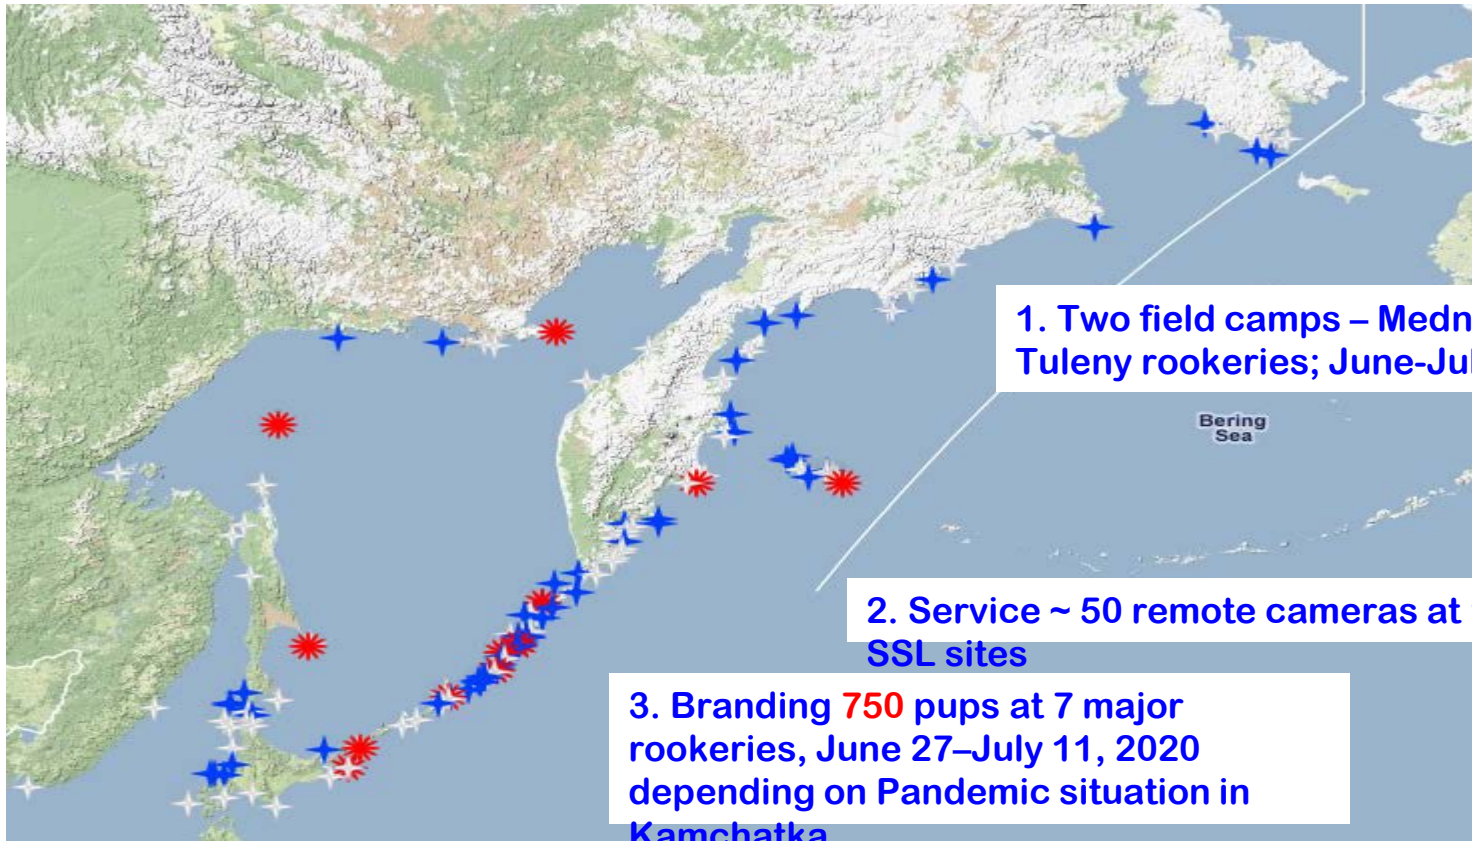 1. Two field camps – Medn
Tuleny rookeries; June-Jul
Bering
Sea
2. Service ~ 50 remote cameras at
SSL sites
3. Branding 750 pups at 7 major
rookeries, June 27–July 11, 2020
depending on Pandemic situation in
Kamchatka